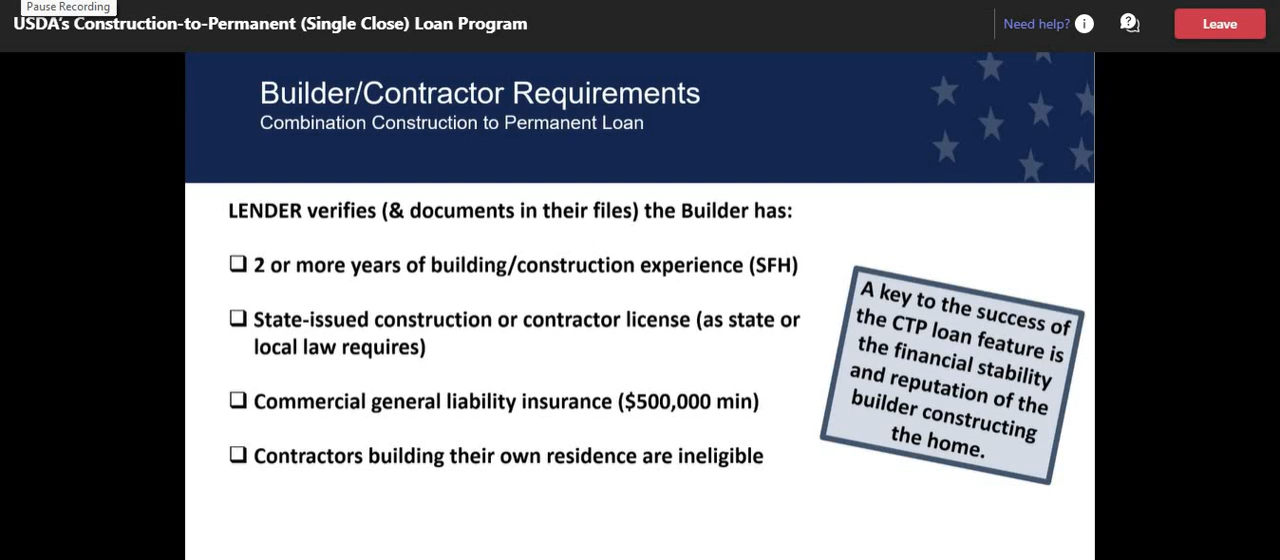 Pause Recording
USDA's Construction-to-Permanent (Single Close) Loan Program
Need help?
Leave
Builder/Contractor Requirements
Combination Construction to Permanent Loan
LENDER verifies (& documents in their files) the Builder has:
❑ 2 or more years of building/construction experience (SFH)
❑ State-issued construction or contractor license (as state or
local law requires)
❑ Commercial general liability insurance ($500,000 min)
❑ Contractors building their own residence are ineligible
A key to the success of
the CTP loan feature is
the financial stability
and reputation of the
builder constructing
the home.